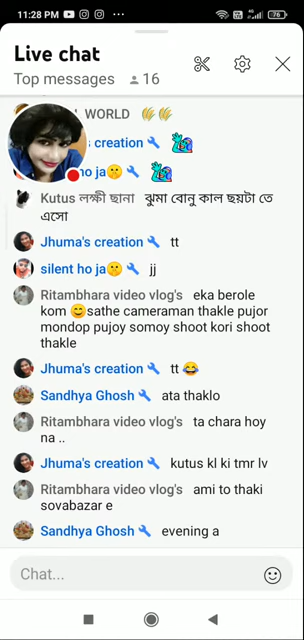 11:28 PM
76
Live chat
Top messages 16
WORLD
s creation
ho ja🤫
Kutus লক্ষী ছানা ঝুমা বোনু কাল ছয়টা তে
এসো
Jhuma's creation tt
silent ho ja🤫 jj
Ritambhara video vlog's eka berole
kom 😊sathe cameraman thakle pujor
mondop pujoy somoy shoot kori shoot
thakle
Jhuma's creation tt 😂
Sandhya Ghosh ata thaklo
Ritambhara video vlog's ta chara hoy
na ..
Jhuma's creation kutus kl ki tmr lv
Ritambhara video vlog's ami to thaki
sovabazar e
Sandhya Ghosh evening a
Chat...